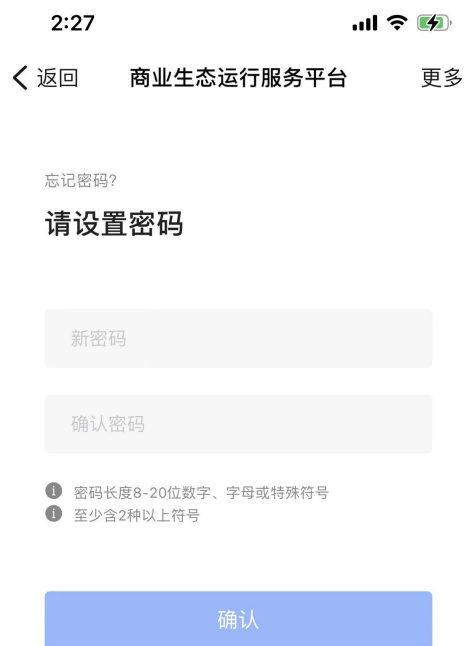 2:27
返回 商业生态运行服务平台 更多
忘记密码?
请设置密码
新密码
确认密码
密码长度8-20位数字、字母或特殊符号
至少含2种以上符号
确认